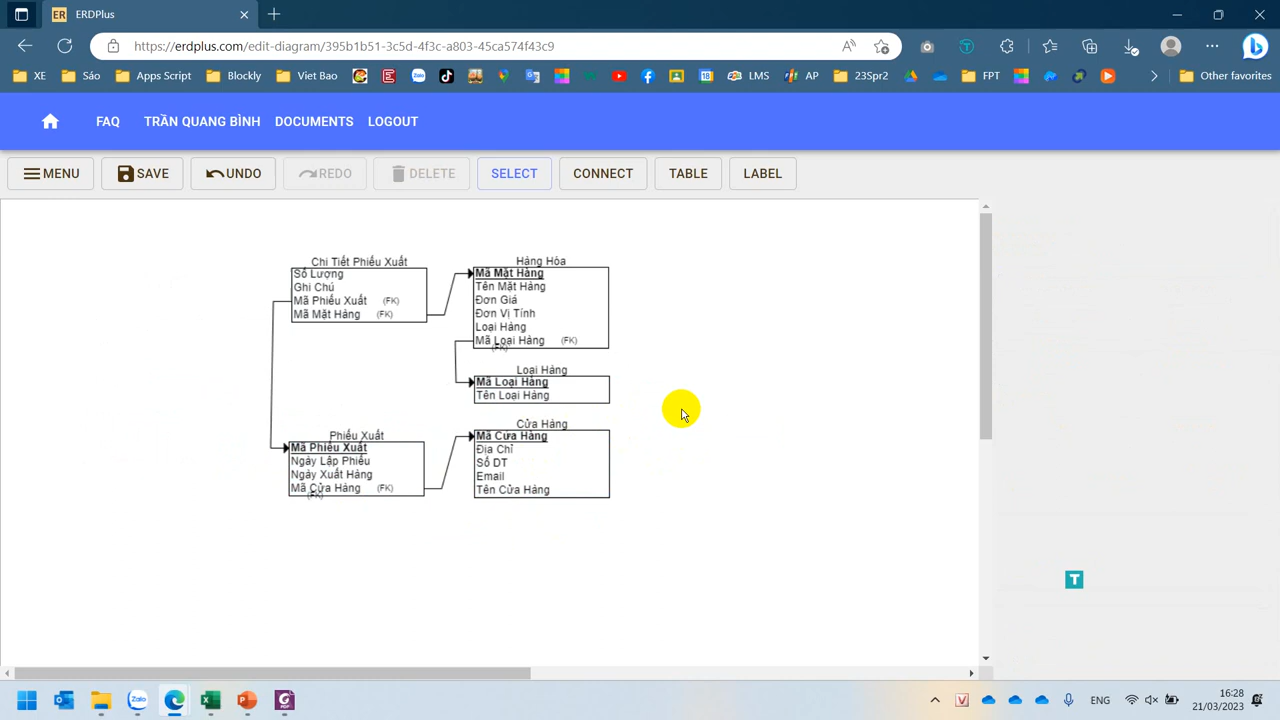 ERDPlus
https://erdplus.com/edit-diagram/395b1b51-3c5d-4f3c-a803-45ca574f43c9
XE
Sáo
Apps Script
Blockly
Viet Bao
LMS
AP
23Spr2
FPT
Other favorites
FAQ
TRẦN QUANG BÌNH
DOCUMENTS
LOGOUT
MENU
SAVE
UNDO
REDO
DELETE
SELECT
CONNECT
TABLE
LABEL
Chi Tiết Phiếu Xuất
Số Lượng
Ghi Chú
Mã Phiếu Xuất (FK)
Mã Mặt Hàng (FK)
Hàng Hóa
Mã Mặt Hàng
Tên Mặt Hàng
Đơn Giá
Đơn Vị Tính
Loại Hàng
Mã Loại Hàng (FK)
(FK)
Loại Hàng
Mã Loại Hàng
Tên Loại Hàng
Phiếu Xuất
Mã Phiếu Xuất
Ngày Lập Phiếu
Ngày Xuất Hàng
Mã Cửa Hàng (FK)
(FK)
Cửa Hàng
Mã Cửa Hàng
Địa Chỉ
Số DT
Email
Tên Cửa Hàng
T
ENG
16:28
21/03/2023